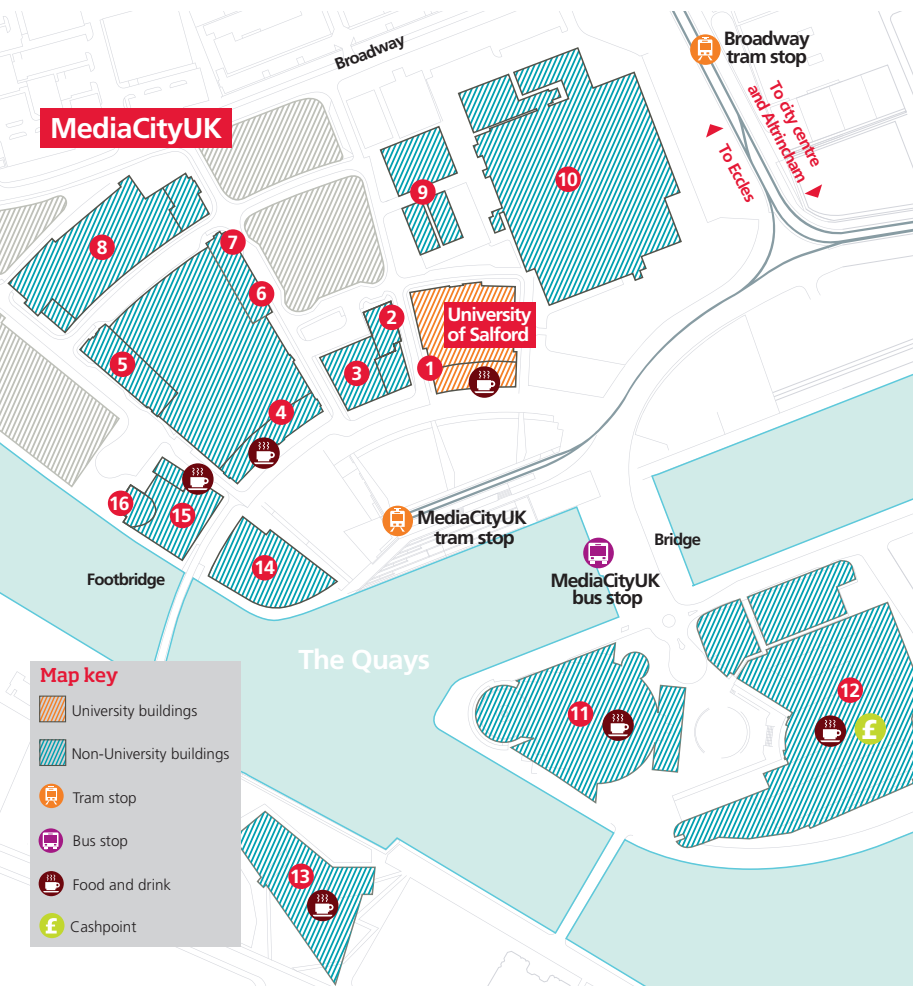 Broadway
Broadway
tram stop
MediaCityUK
To city centre
and Altrincham
To Eccles
10
9
8
7
6
2
University
of Salford
1
3
5
4
16
15
MediaCityUK
tram stop
14
Bridge
MediaCityUK
bus stop
Footbridge
The Quays
11
12
£
13
Map key
University buildings
Non-University buildings
Tram stop
Bus stop
Food and drink
£ Cashpoint